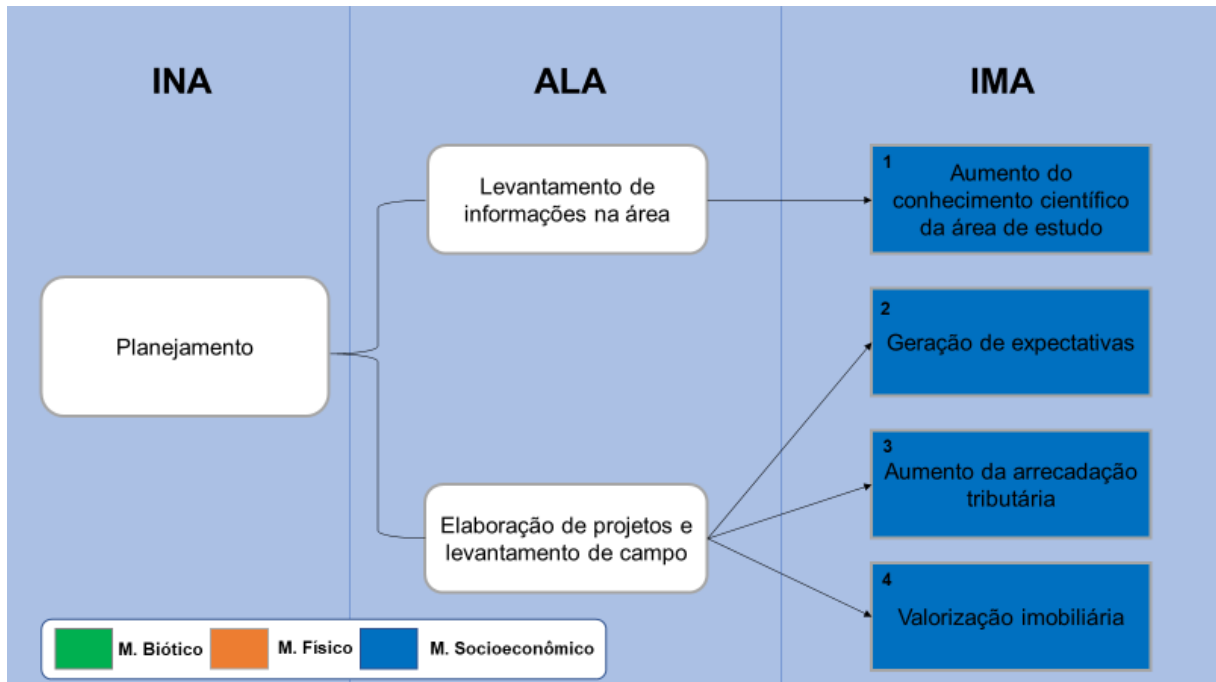 INA
ALA
IMA
Planejamento
Levantamento de
informações na área
Elaboração de projetos e
levantamento de campo
1
Aumento do
conhecimento científico
da área de estudo
2
Geração de expectativas
3
Aumento da arrecadação
tributária
4
Valorização imobiliária
M. Biótico
M. Físico
M. Socioeconômico